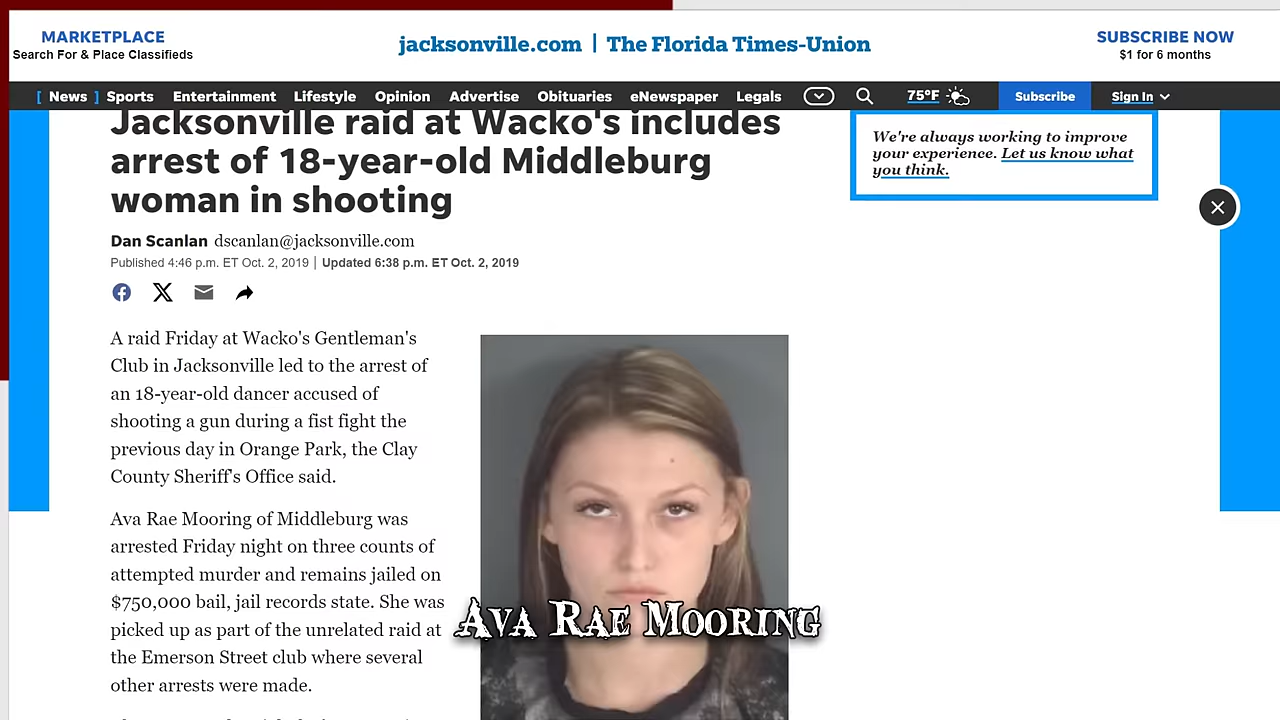 MARKETPLACE
Search For & Place Classifieds
jacksonville.com | The Florida Times-Union
SUBSCRIBE NOW
$1 for 6 months
[ News ] Sports Entertainment Lifestyle Opinion Advertise Obituaries eNewspaper Legals 75°F Subscribe Sign In
Jacksonville raid at Wacko's includes
arrest of 18-year-old Middleburg
woman in shooting
We're always working to improve
your experience. Let us know what
you think.
Dan Scanlan dscanlan@jacksonville.com
Published 4:46 p.m. ET Oct. 2, 2019 | Updated 6:38 p.m. ET Oct. 2, 2019
A raid Friday at Wacko's Gentleman's
Club in Jacksonville led to the arrest of
an 18-year-old dancer accused of
shooting a gun during a fist fight the
previous day in Orange Park, the Clay
County Sheriff's Office said.
Ava Rae Mooring of Middleburg was
arrested Friday night on three counts of
attempted murder and remains jailed on
$750,000 bail, jail records state. She was
picked up as part of the unrelated raid at
the Emerson Street club where several
other arrests were made.
Ava Rae Mooring